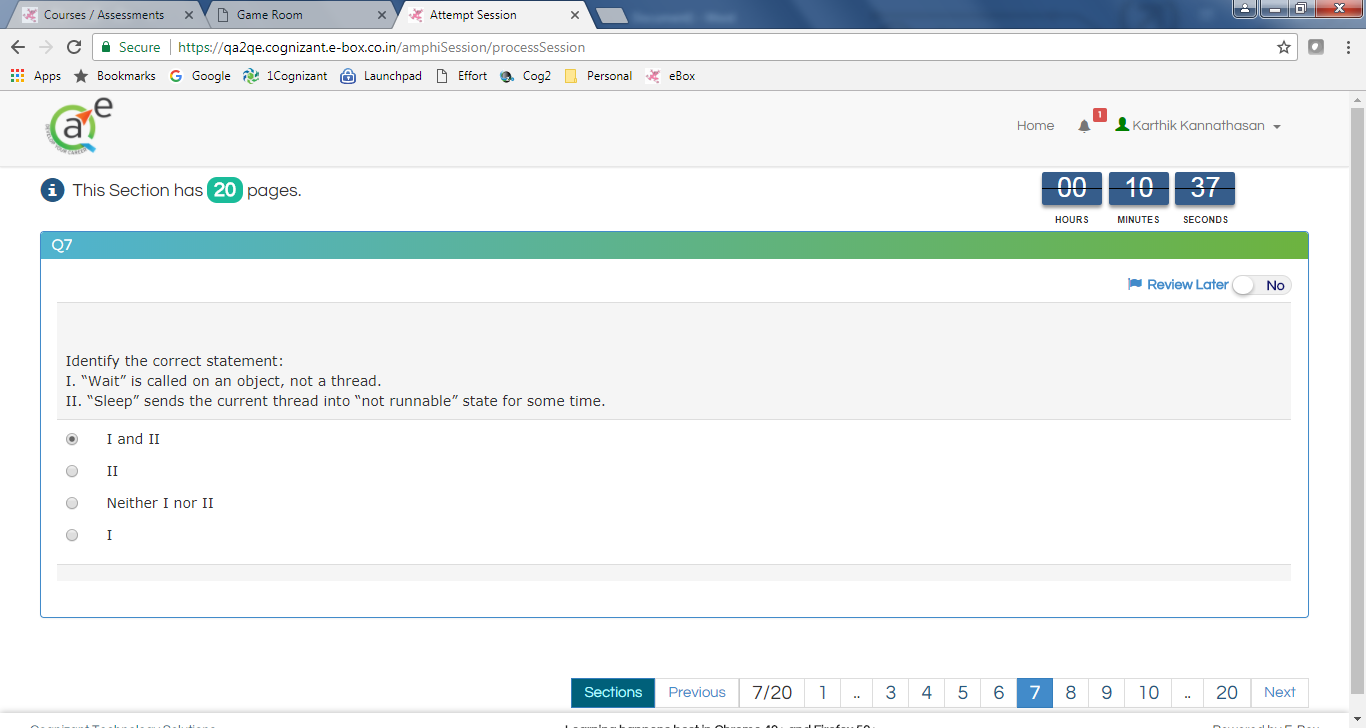 Courses / Assessments
Game Room
Attempt Session
Secure
https://qa2qe.cognizant.e-box.co.in/amphiSession/processSession
Apps Bookmarks Google 1Cognizant Launchpad Effort Cog2 Personal eBox
a e
Home 1 Karthik Kannathasan
This Section has 20 pages.
00 10 37
HOURS MINUTES SECONDS
Q7
Review Later No
Identify the correct statement:
I. “Wait” is called on an object, not a thread.
II. “Sleep” sends the current thread into “not runnable” state for some time.
I and II
II
Neither I nor II
I
Sections Previous 7/20 1 .. 3 4 5 6 7 8 9 10 .. 20 Next
Cognizant Technology Solutions